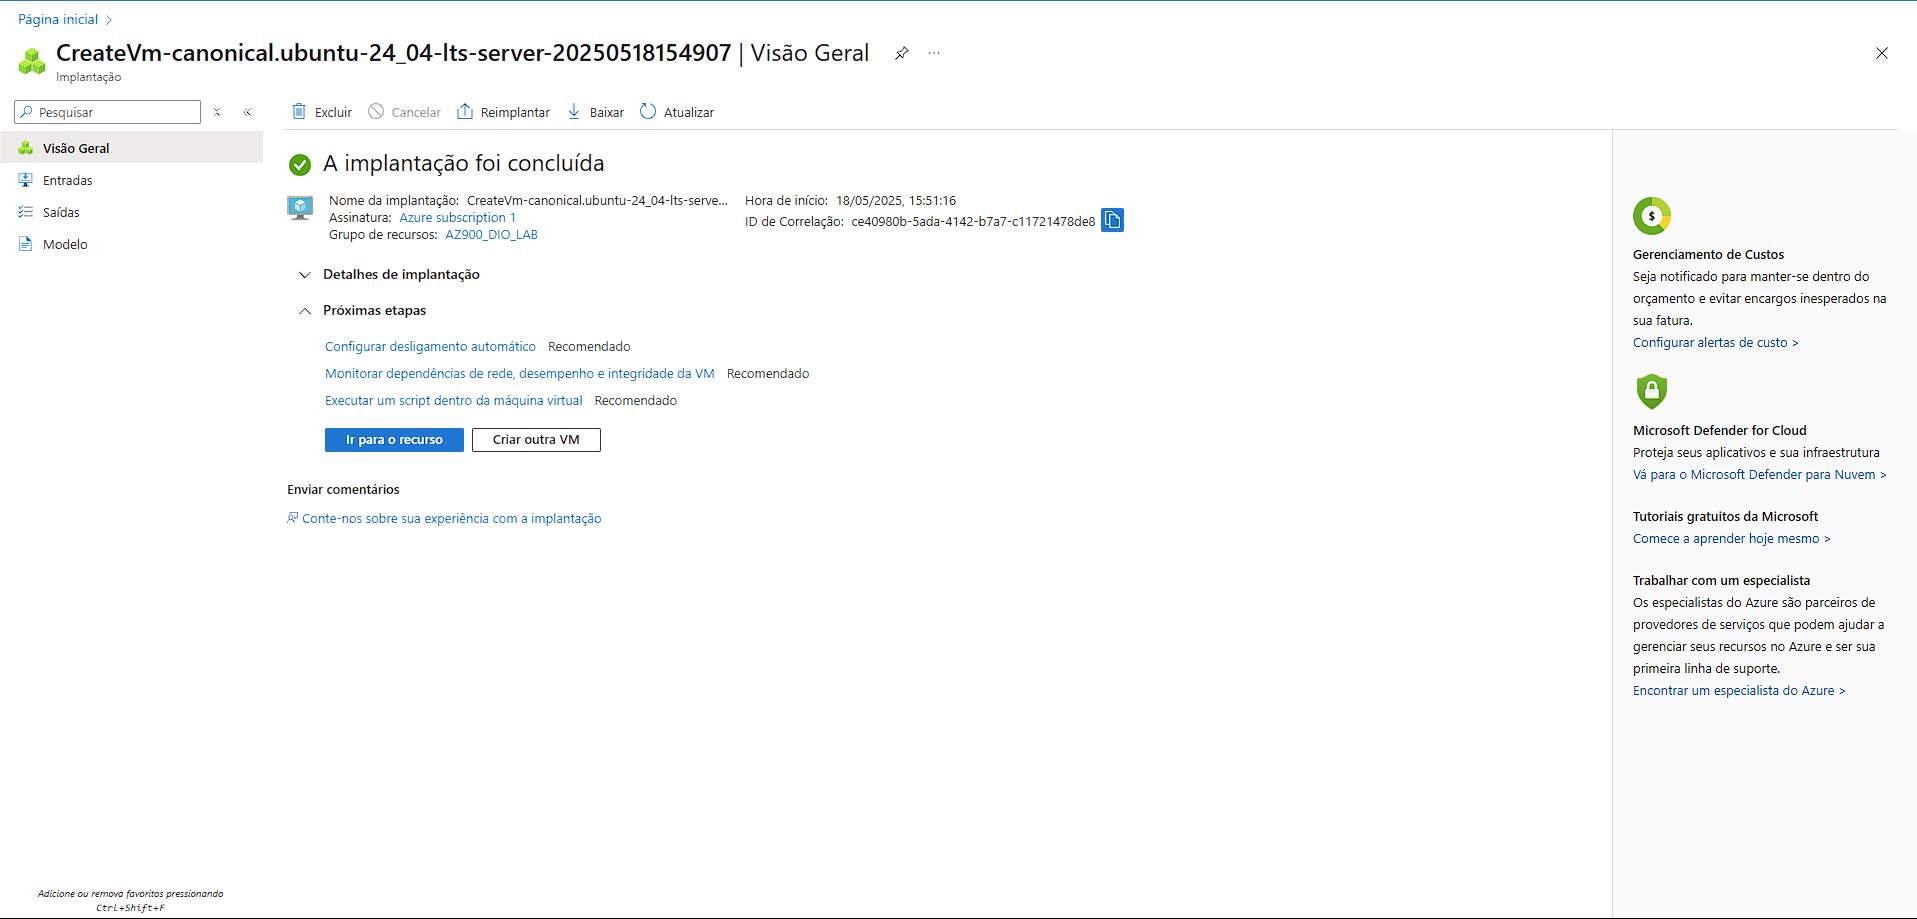 Página inicial
CreateVm-canonical.ubuntu-24_04-lts-server-20250518154907 | Visão Geral
Implantação
Pesquisar
Visão Geral
Entradas
Saídas
Modelo
Adicione ou remova favoritos pressionando
Ctrl+Shift+F
Excluir Cancelar Reimplantar Baixar Atualizar
A implantação foi concluída
Nome da implantação: CreateVm-canonical.ubuntu-24_04-lts-serve...
Assinatura: Azure subscription 1
Grupo de recursos: AZ900_DIO_LAB
Hora de início: 18/05/2025, 15:51:16
ID de Correlação: ce40980b-5ada-4142-b7a7-c11721478de8
Detalhes de implantação
Próximas etapas
Configurar desligamento automático Recomendado
Monitorar dependências de rede, desempenho e integridade da VM Recomendado
Executar um script dentro da máquina virtual Recomendado
Ir para o recurso Criar outra VM
Enviar comentários
Conte-nos sobre sua experiência com a implantação
Gerenciamento de Custos
Seja notificado para manter-se dentro do
orçamento e evitar encargos inesperados na
sua fatura.
Configurar alertas de custo >
Microsoft Defender for Cloud
Proteja seus aplicativos e sua infraestrutura
Vá para o Microsoft Defender para Nuvem >
Tutoriais gratuitos da Microsoft
Comece a aprender hoje mesmo >
Trabalhar com um especialista
Os especialistas do Azure são parceiros de
provedores de serviços que podem ajudar a
gerenciar seus recursos no Azure e ser sua
primeira linha de suporte.
Encontrar um especialista do Azure >